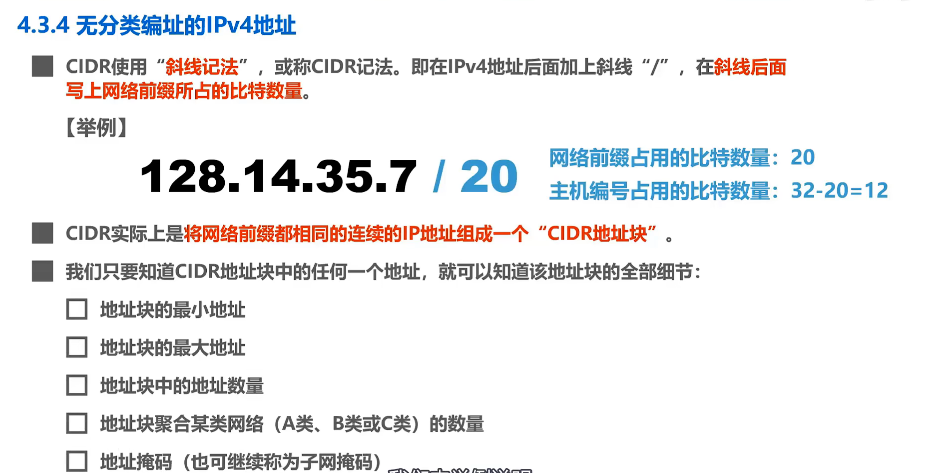 4.3.4 无分类编址的IPv4地址
CIDR使用“斜线记法”，或称CIDR记法。即在IPv4地址后面加上斜线“/”，在斜线后面
写上网络前缀所占的比特数量。
【举例】
128.14.35.7 / 20
网络前缀占用的比特数量：20
主机编号占用的比特数量：32-20=12
CIDR实际上是将网络前缀都相同的连续的IP地址组成一个“CIDR地址块”。
我们只要知道CIDR地址块中的任何一个地址，就可以知道该地址块的全部细节：
地址块的最小地址
地址块的最大地址
地址块中的地址数量
地址块聚合某类网络（A类、B类或C类）的数量
地址掩码（也可继续称为子网掩码）